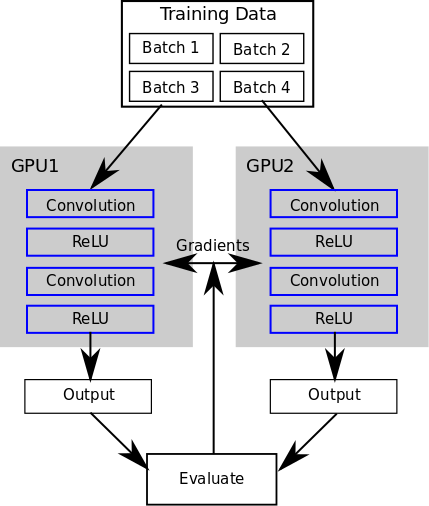 Training Data
Batch 1 Batch 2
Batch 3 Batch 4
GPU1
Convolution
ReLU
Convolution
ReLU
Gradients
GPU2
Convolution
ReLU
Convolution
ReLU
Output
Output
Evaluate